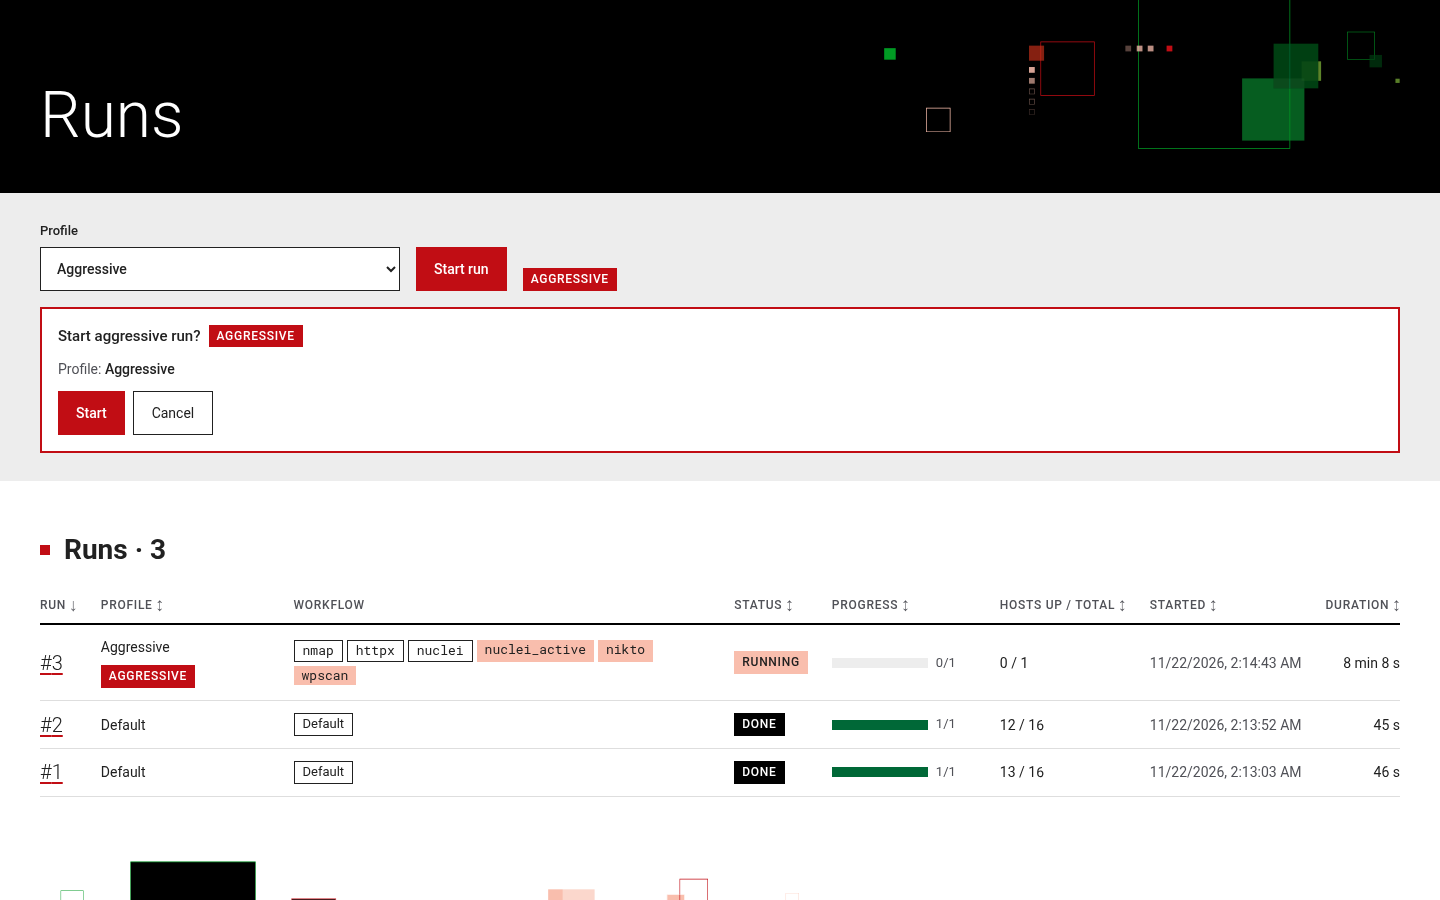 Runs
Profile
Aggressive
Start run
AGGRESSIVE
Start aggressive run? AGGRESSIVE
Profile: Aggressive
Start
Cancel
Runs · 3
RUN ↓ PROFILE ↕ WORKFLOW STATUS ↕ PROGRESS ↕ HOSTS UP / TOTAL ↕ STARTED ↕ DURATION ↕
#3 Aggressive AGGRESSIVE nmap httpx nuclei nuclei_active nikto wpscan RUNNING 0/1 0 / 1 11/22/2026, 2:14:43 AM 8 min 8 s
#2 Default Default DONE 1/1 12 / 16 11/22/2026, 2:13:52 AM 45 s
#1 Default Default DONE 1/1 13 / 16 11/22/2026, 2:13:03 AM 46 s